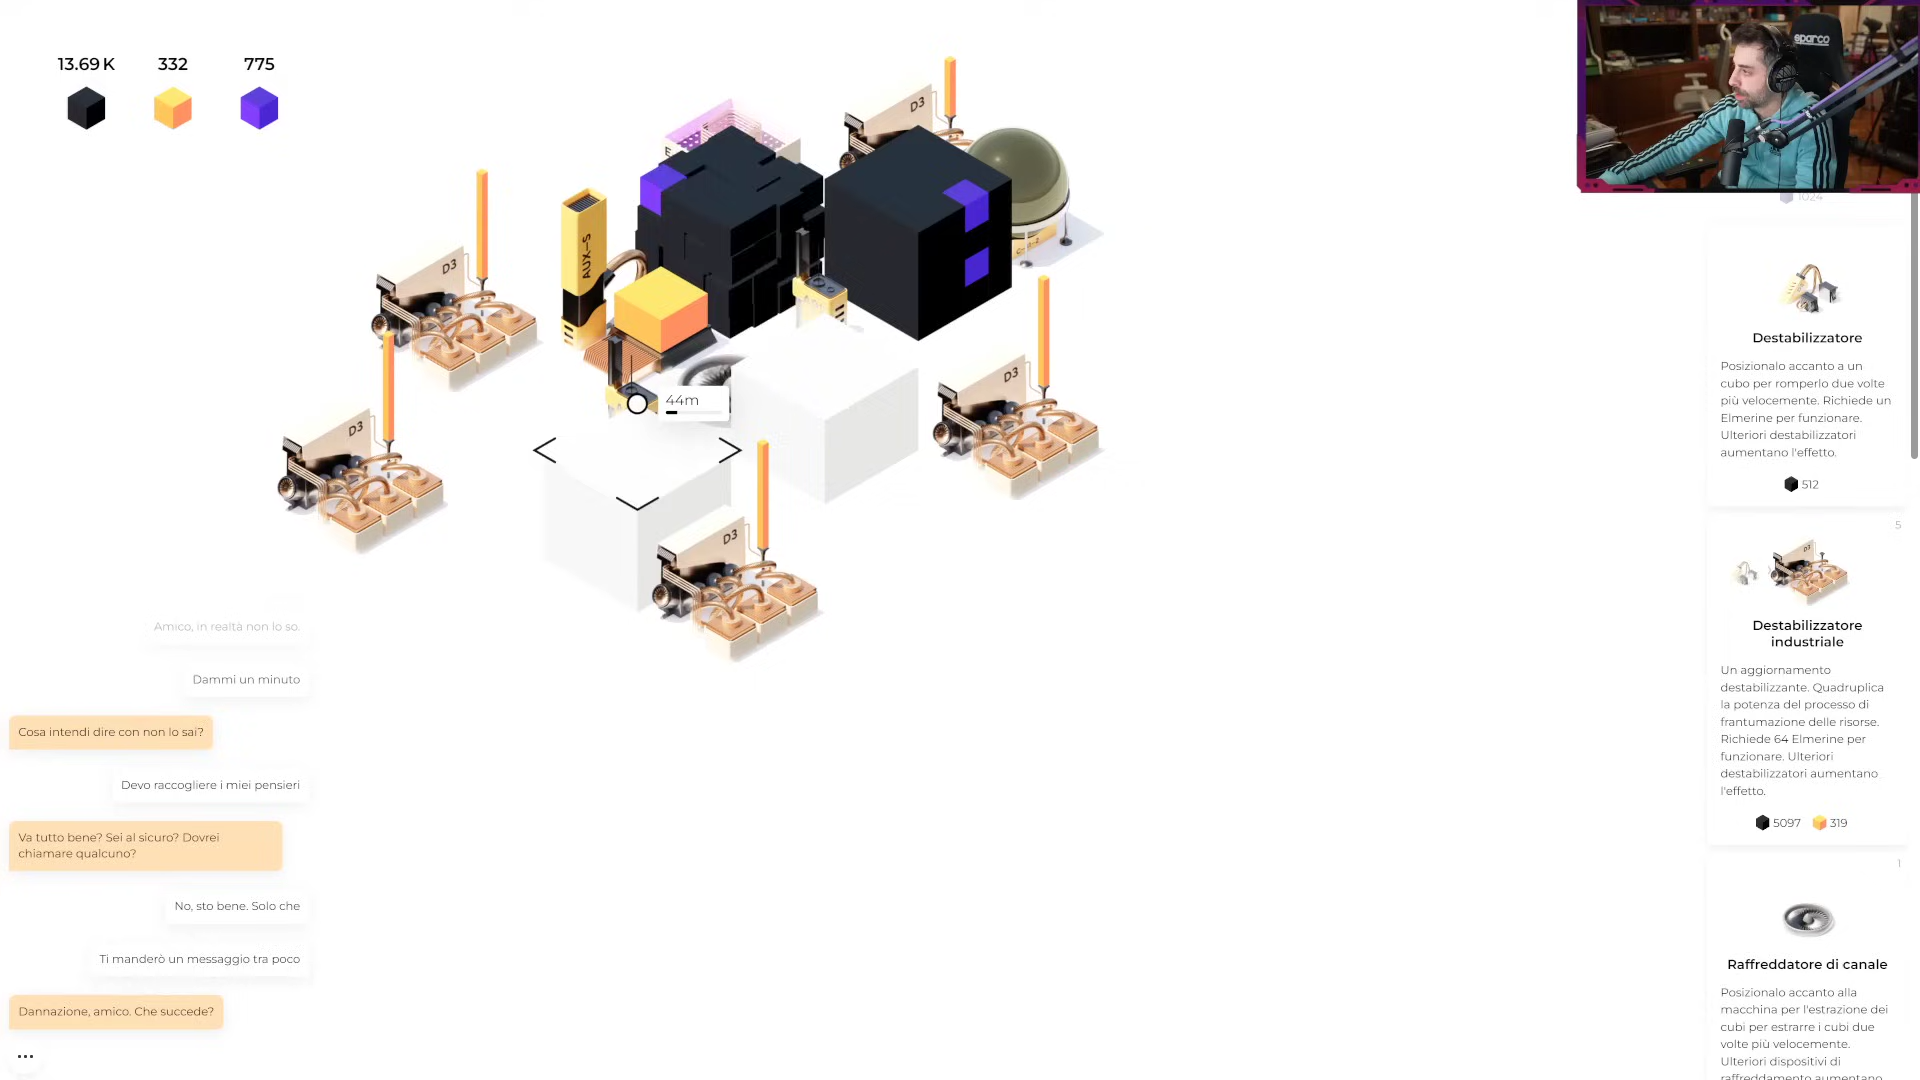 13.69 K
332
775
sparco
1024
D3
E
AUX-S
D3
D3
D3
D3
44m
Amico, in realtà non lo so.
Dammi un minuto
Cosa intendi dire con non lo sai?
Devo raccogliere i miei pensieri
Va tutto bene? Sei al sicuro? Dovrei
chiamare qualcuno?
No, sto bene. Solo che
Ti manderò un messaggio tra poco
Dannazione, amico. Che succede?
Destabilizzatore
Posizionalo accanto a un
cubo per romperlo due volte
più velocemente. Richiede un
Elmerine per funzionare.
Ulteriori destabilizzatori
aumentano l'effetto.
512
5
D3
Destabilizzatore
industriale
Un aggiornamento
destabilizzante. Quadruplica
la potenza del processo di
frantumazione delle risorse.
Richiede 64 Elmerine per
funzionare. Ulteriori
destabilizzatori aumentano
l'effetto.
5097 319
1
Raffreddatore di canale
Posizionalo accanto alla
macchina per l'estrazione dei
cubi per estrarre i cubi due
volte più velocemente.
Ulteriori dispositivi di
raffreddamento aumentano